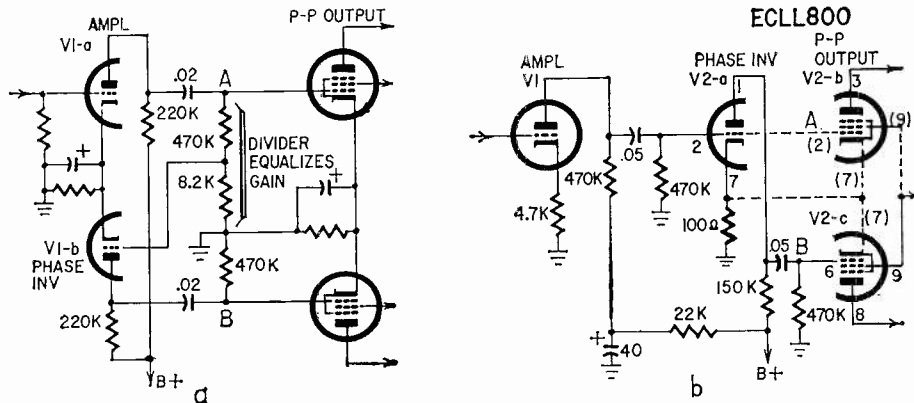 AMPL
V1-a
P-P OUTPUT
.02
A
220K
470K
DIVIDER
EQUALIZES
GAIN
8.2K
+
+
V1-b
PHASE
INV
470K
.02
B
220K
B+
a
ECLL800
AMPL
V1
PHASE INV
V2-a
P-P
OUTPUT
V2-b
1
3
A
(9)
2
(2)
.05
7
(7)
470K
470K
4.7K
100Ω
V2-c
(7)
.05
B
6
9
150K
8
470K
22K
+
40
B+
b